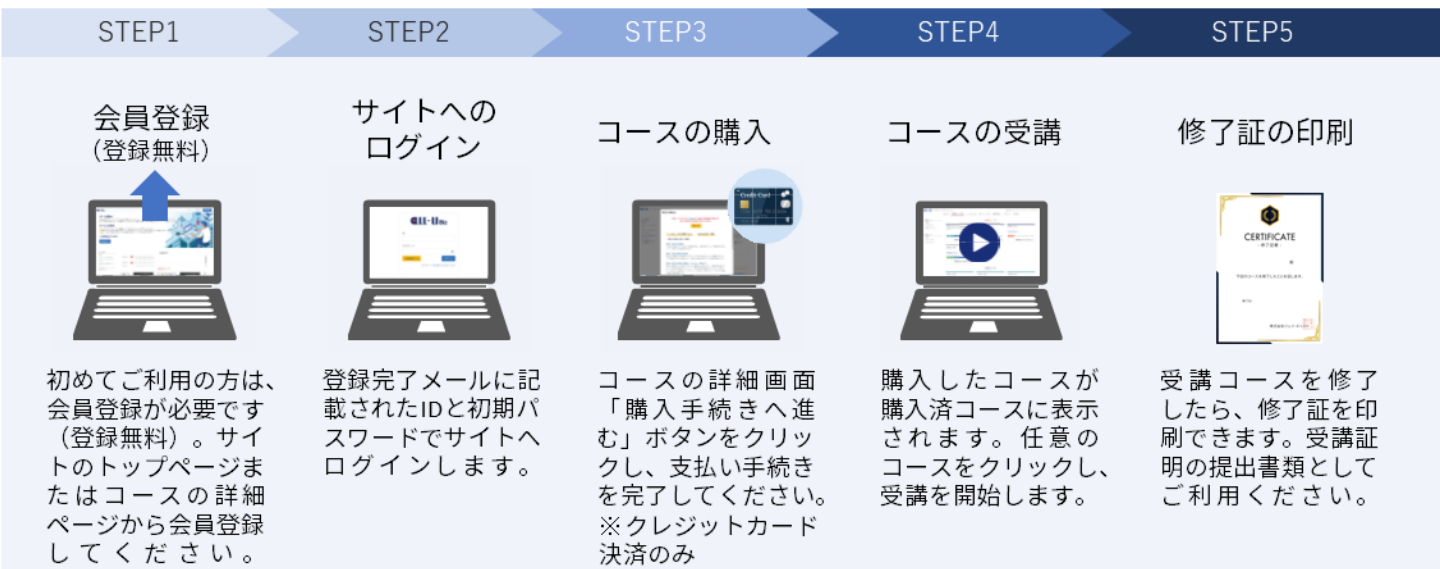 STEP1
STEP2
STEP3
STEP4
STEP5
会員登録
（登録無料）
サイトへの
ログイン
コースの購入
コースの受講
修了証の印刷
Credit Card
CERTIFICATE
初めてご利用の方は、
会員登録が必要です
（登録無料）。サイ
トのトップページま
たはコースの詳細
ページから会員登録
してください。
登録完了メールに記
載されたIDと初期パ
スワードでサイトへ
ログインします。
コースの詳細画面
「購入手続きへ進
む」ボタンをクリッ
クし、支払い手続き
を完了してください。
※クレジットカード
決済のみ
購入したコースが
購入済コースに表示
されます。任意の
コースをクリックし、
受講を開始します。
受講コースを修了
したら、修了証を印
刷できます。受講証
明の提出書類として
ご利用ください。